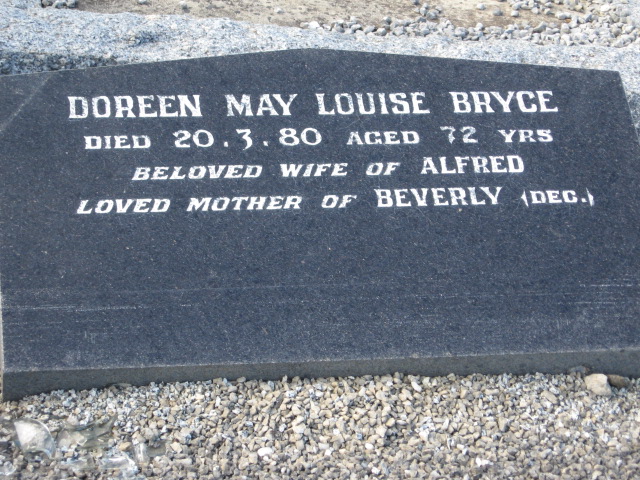 DOREEN MAY LOUISE BRYCE
DIED 20.3.80 AGED 72 YRS
BELOVED WIFE OF ALFRED
LOVED MOTHER OF BEVERLY (DEC.)